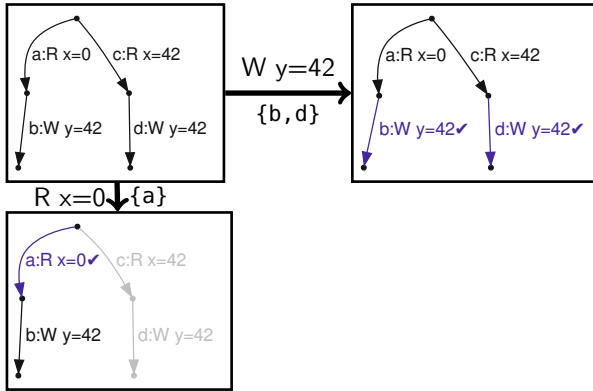 a:R x=0 c:R x=42
b:W y=42 d:W y=42
W y=42
{b,d}
a:R x=0 c:R x=42
b:W y=42✔ d:W y=42✔
R x=0 {a}
a:R x=0✔ c:R x=42
b:W y=42 d:W y=42